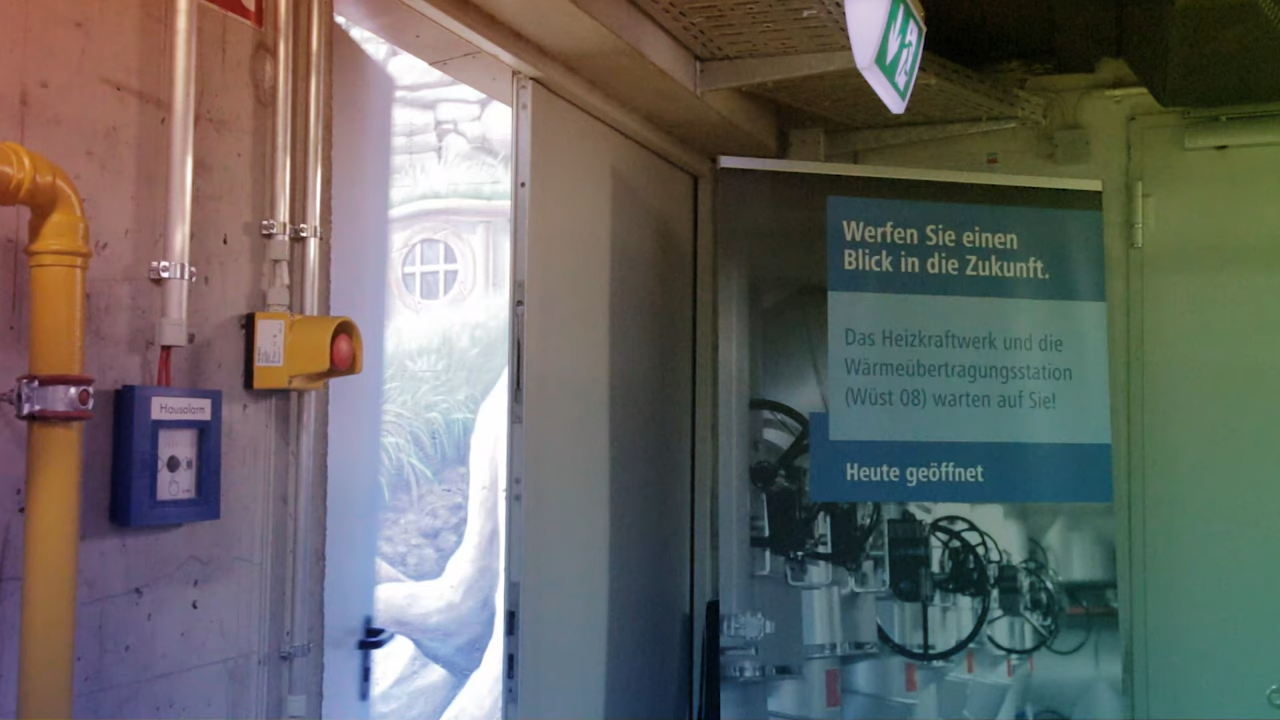 Hausalarm
Werfen Sie einen
Blick in die Zukunft.
Das Heizkraftwerk und die
Wärmeübertragungsstation
(Wüst 08) warten auf Sie!
Heute geöffnet